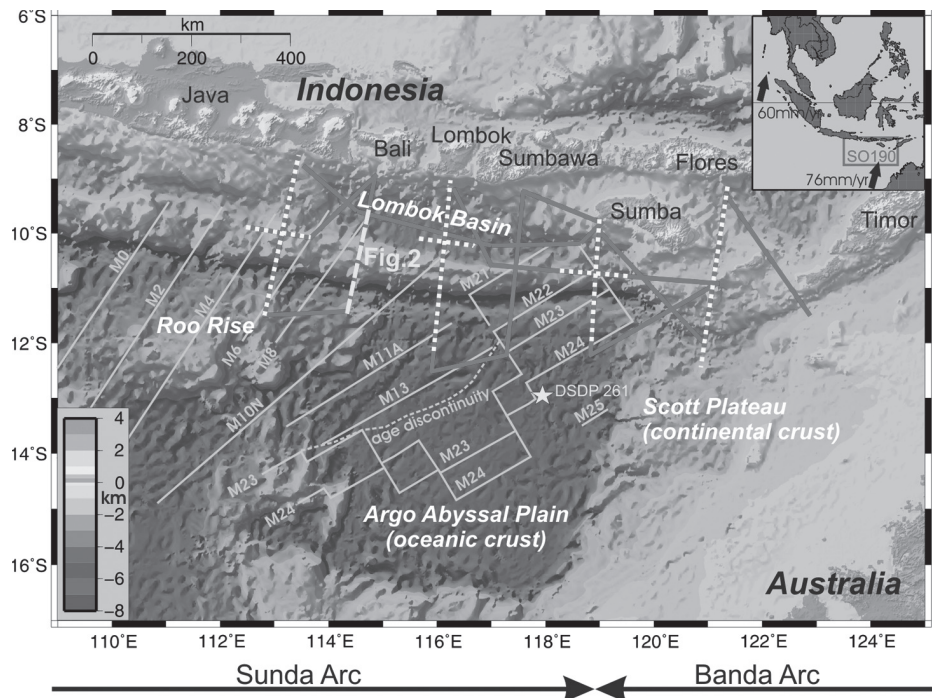 6°S
8°S
10°S
12°S
14°S
16°S
km
0
200
400
Java
Indonesia
Bali
Lombok
Sumbawa
Flores
60mm/yr
SO190
76mm/yr
Lombok Basin
Sumba
Timor
Fig.2
M0
M2
M4
Roo Rise
M6
M8
M10N
M11A
M13
M21
M22
M23
M24
M25
DSDP 261
age discontinuity
Scott Plateau
(continental crust)
M23
M24
M23
M24
Argo Abyssal Plain
(oceanic crust)
Australia
4
2
0
km
−2
−4
−6
−8
110°E
112°E
114°E
116°E
118°E
120°E
122°E
124°E
Sunda Arc
Banda Arc